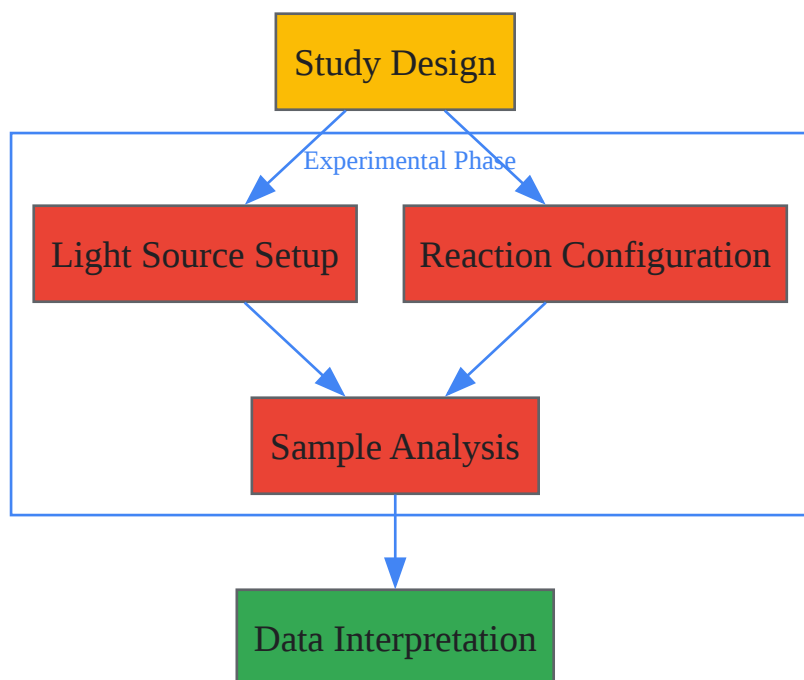 Study Design
Experimental Phase
Light Source Setup
Reaction Configuration
Sample Analysis
Data Interpretation